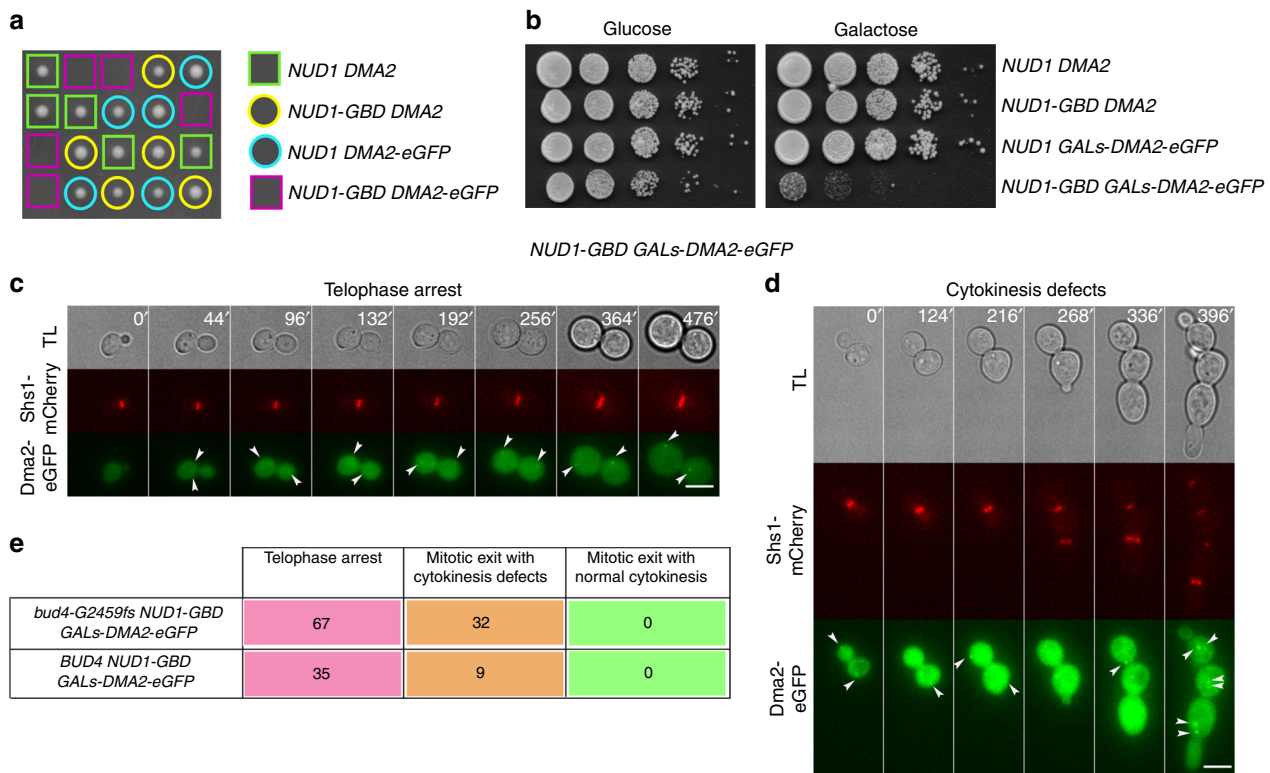 a
NUD1 DMA2
NUD1-GBD DMA2
NUD1 DMA2-eGFP
NUD1-GBD DMA2-eGFP
b
Glucose
Galactose
NUD1 DMA2
NUD1-GBD DMA2
NUD1 GALs-DMA2-eGFP
NUD1-GBD GALs-DMA2-eGFP
NUD1-GBD GALs-DMA2-eGFP
c
Telophase arrest
0′ 44′ 96′ 132′ 192′ 256′ 364′ 476′
TL
Shs1-
mCherry
Dma2-
eGFP
d
Cytokinesis defects
0′ 124′ 216′ 268′ 336′ 396′
TL
Shs1-
mCherry
Dma2-
eGFP
e
Telophase arrest
Mitotic exit with
cytokinesis defects
Mitotic exit with
normal cytokinesis
bud4-G2459fs NUD1-GBD
GALs-DMA2-eGFP
67 32 0
BUD4 NUD1-GBD
GALs-DMA2-eGFP
35 9 0